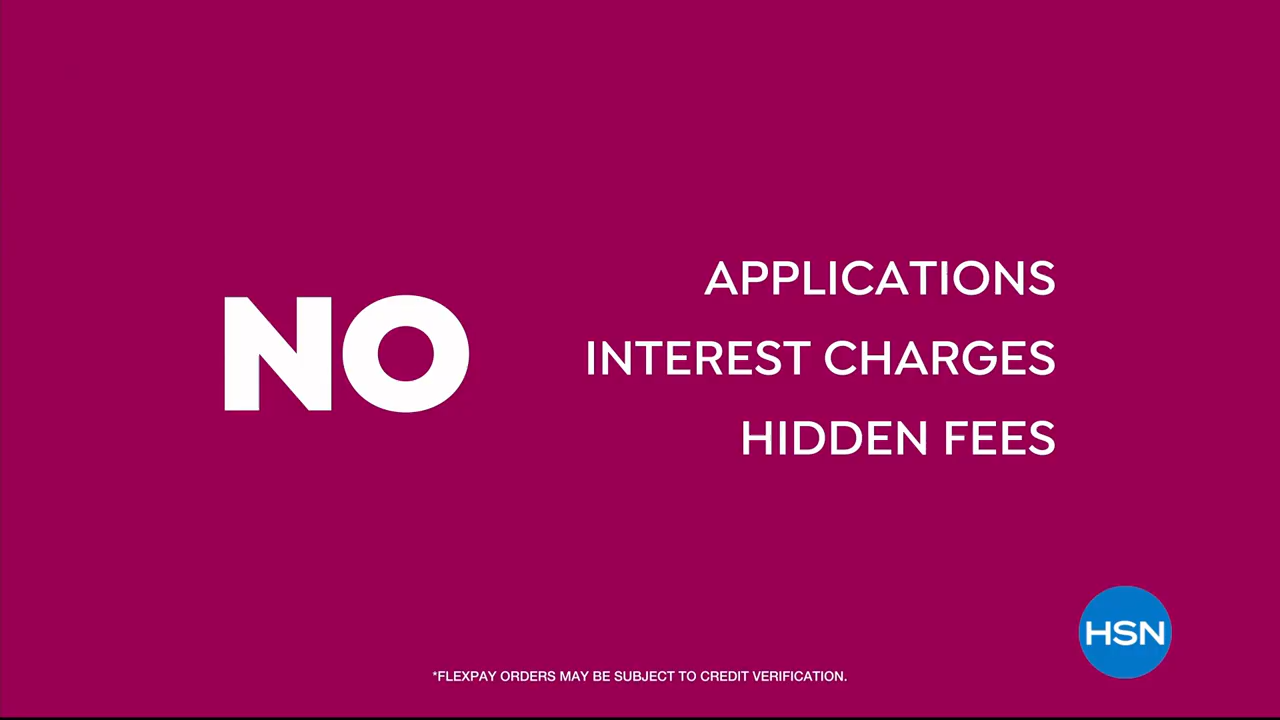 NO
APPLICATIONS
INTEREST CHARGES
HIDDEN FEES
HSN
*FLEXPAY ORDERS MAY BE SUBJECT TO CREDIT VERIFICATION.